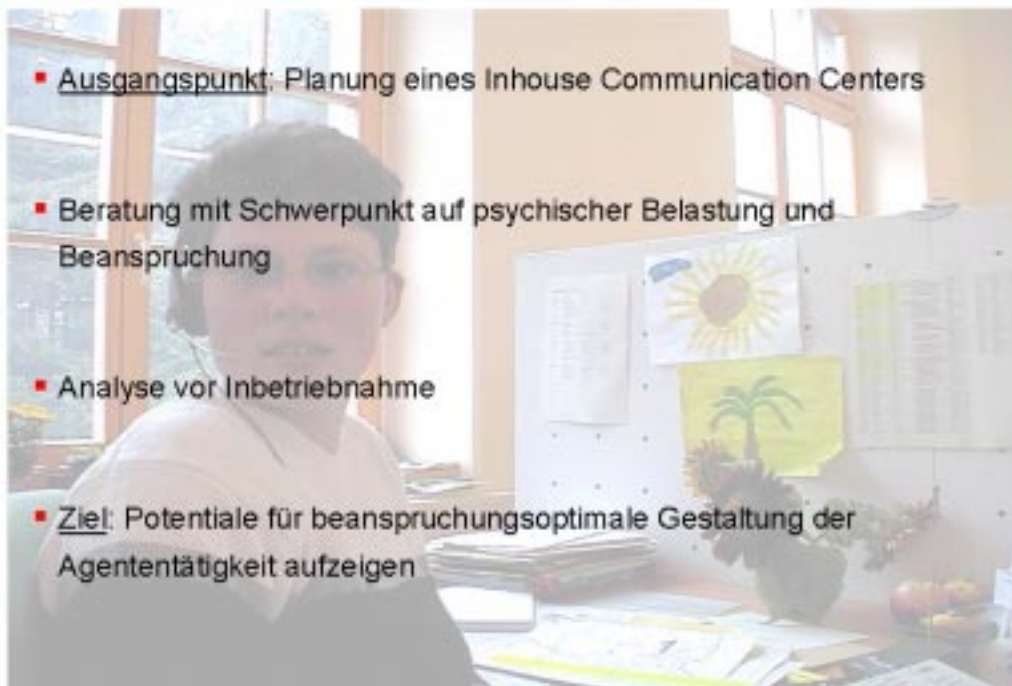 ▪ Ausgangspunkt: Planung eines Inhouse Communication Centers
▪ Beratung mit Schwerpunkt auf psychischer Belastung und
Beanspruchung
▪ Analyse vor Inbetriebnahme
▪ Ziel: Potentiale für beanspruchungsoptimale Gestaltung der
Agententätigkeit aufzeigen